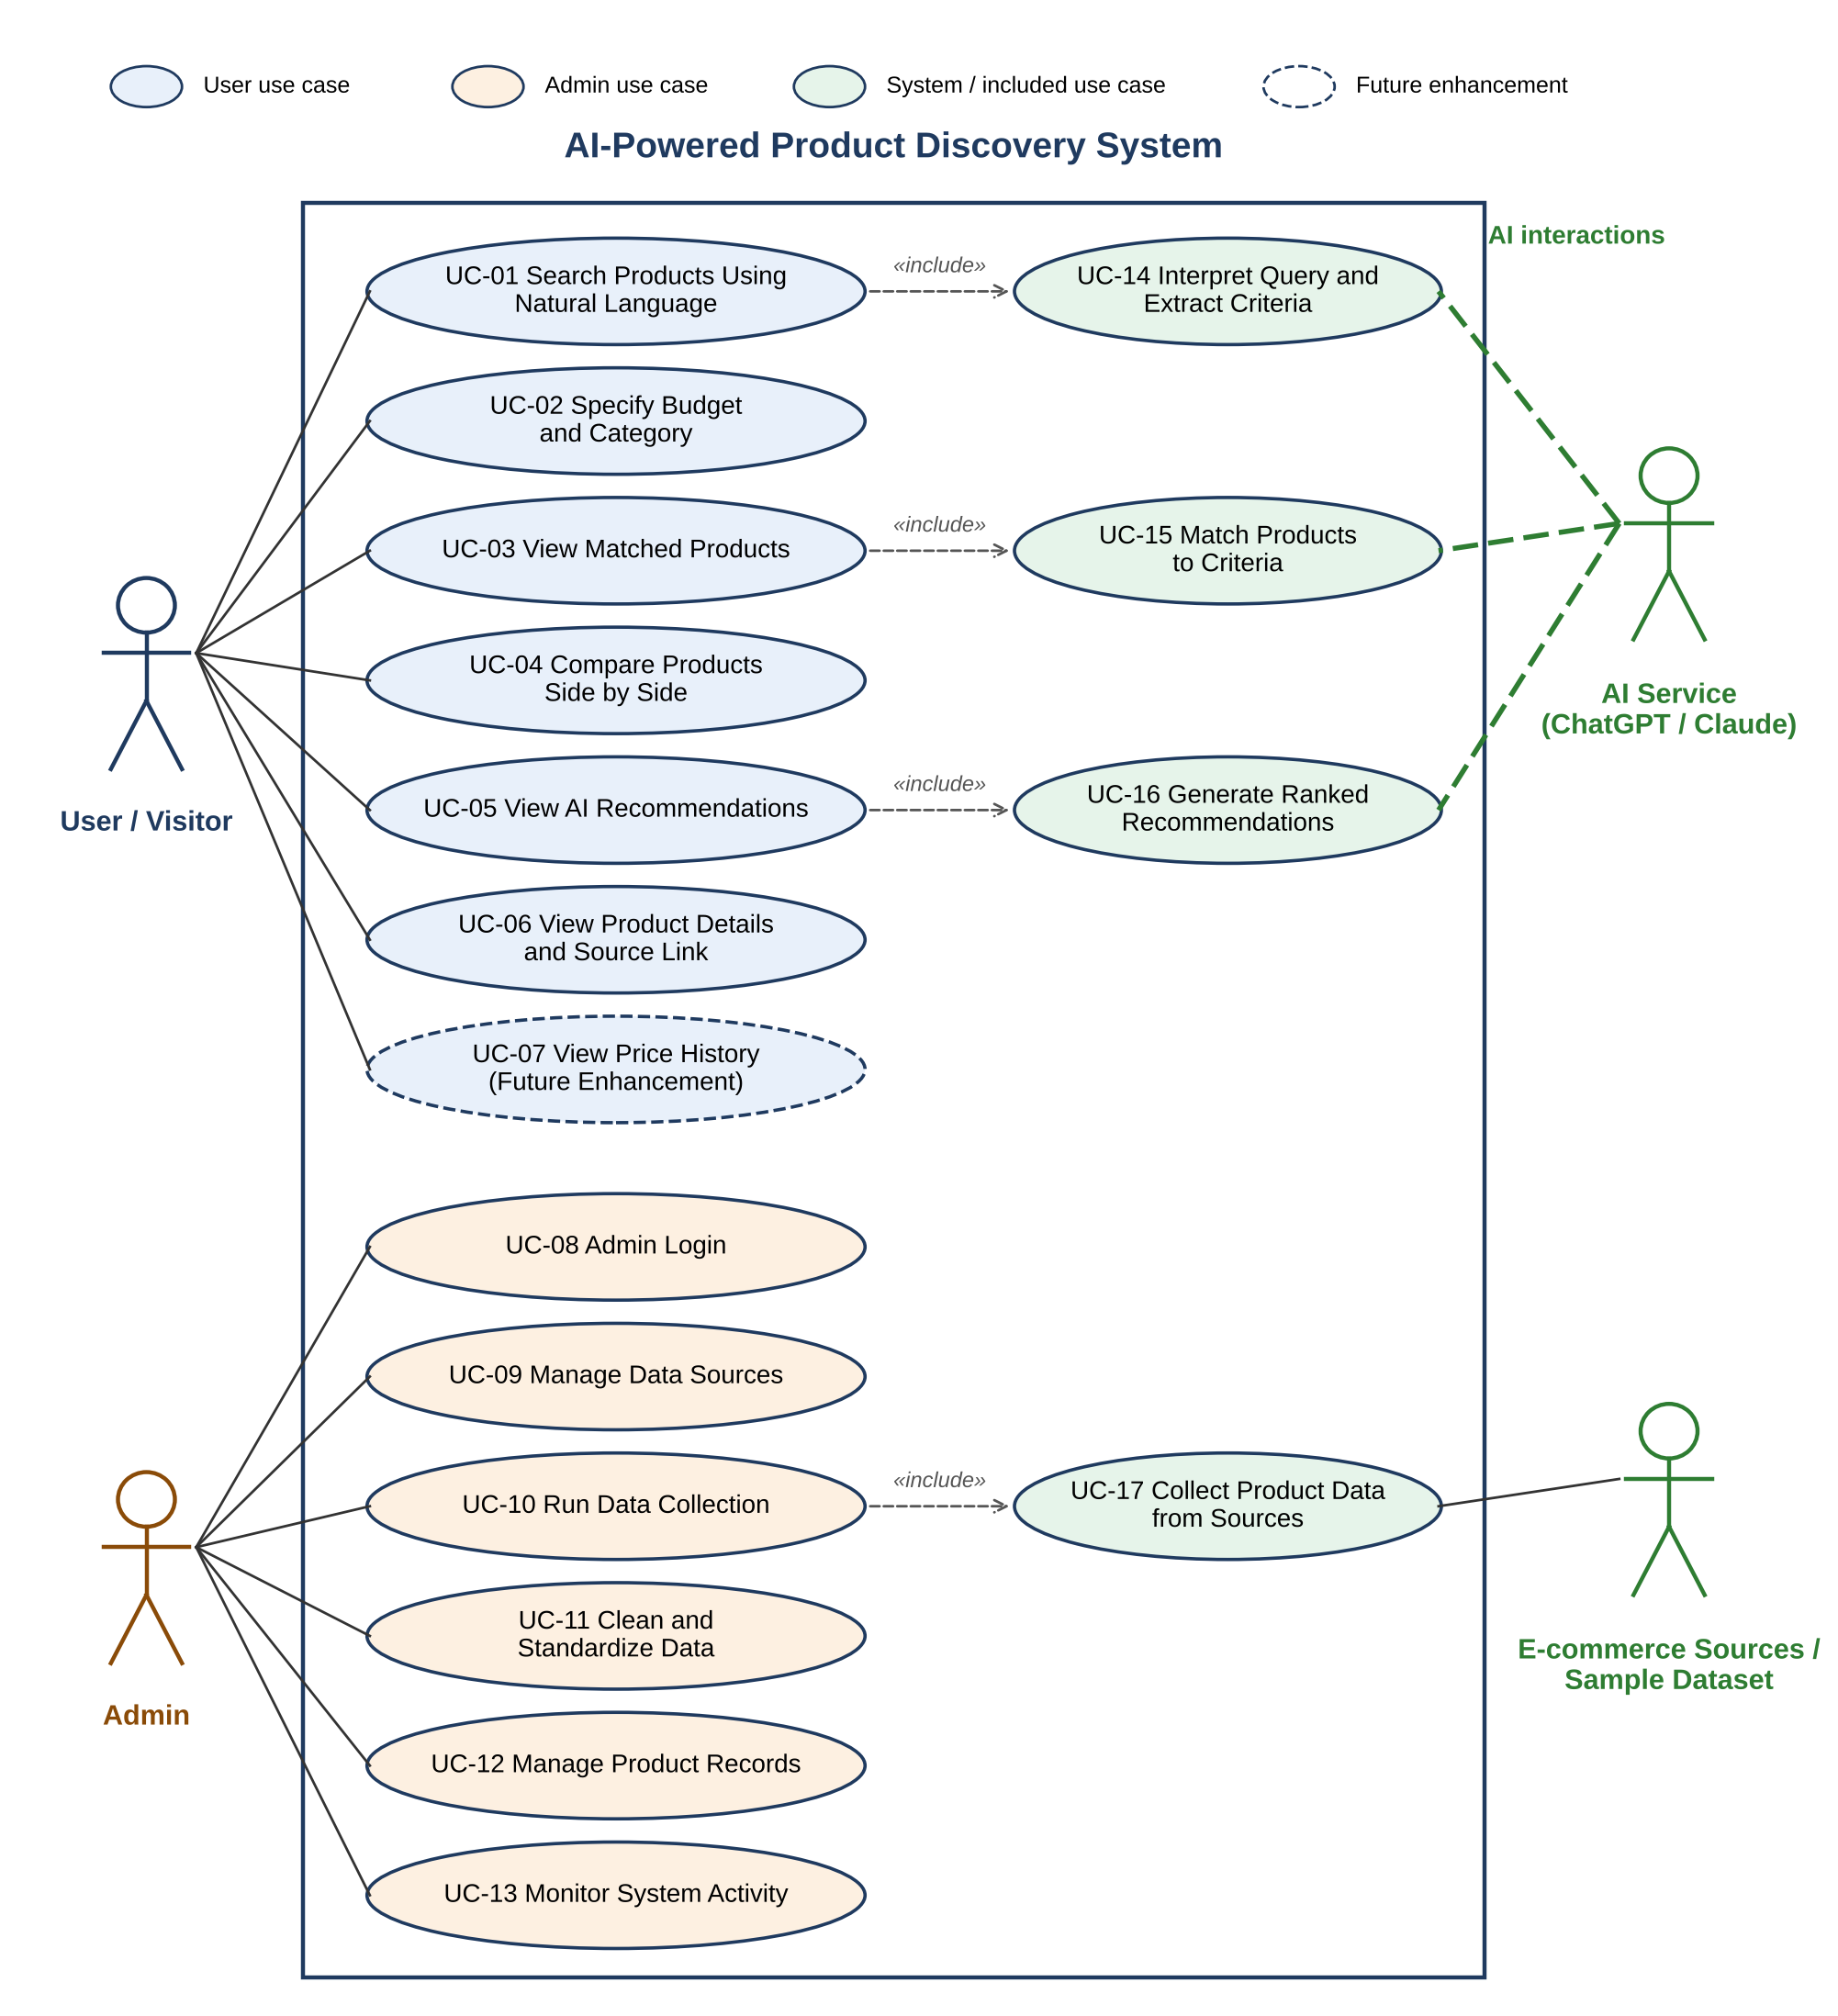 User use case
Admin use case
System / included use case
Future enhancement
AI-Powered Product Discovery System
AI interactions
UC-01 Search Products Using
Natural Language
«include»
UC-14 Interpret Query and
Extract Criteria
UC-02 Specify Budget
and Category
UC-03 View Matched Products
«include»
UC-15 Match Products
to Criteria
UC-04 Compare Products
Side by Side
AI Service
(ChatGPT / Claude)
User / Visitor
UC-05 View AI Recommendations
«include»
UC-16 Generate Ranked
Recommendations
UC-06 View Product Details
and Source Link
UC-07 View Price History
(Future Enhancement)
UC-08 Admin Login
UC-09 Manage Data Sources
UC-10 Run Data Collection
«include»
UC-17 Collect Product Data
from Sources
UC-11 Clean and
Standardize Data
E-commerce Sources /
Sample Dataset
Admin
UC-12 Manage Product Records
UC-13 Monitor System Activity